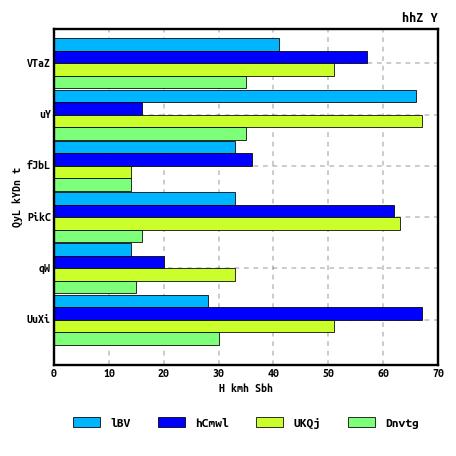 hhZ Y
VTaZ
uY
fJbL
PikC
qW
UuXi
QyL kYDn t
0 10 20 30 40 50 60 70
H kmh Sbh
lBV hCmwl UKQj Dnvtg